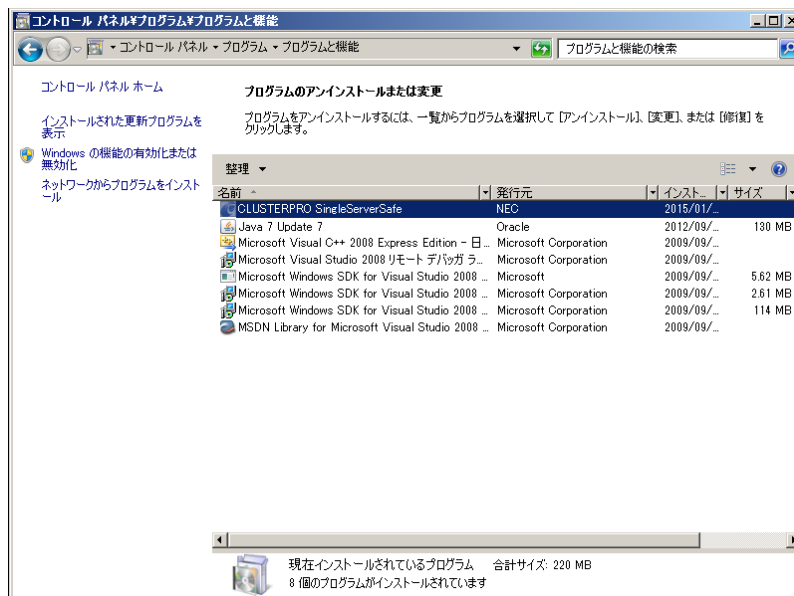 コントロール パネル¥プログラム¥プログラムと機能
コントロール パネル プログラム プログラムと機能
プログラムと機能の検索
コントロール パネル ホーム
インストールされた更新プログラムを
表示
Windows の機能の有効化または
無効化
ネットワークからプログラムをインスト
ール
プログラムのアンインストールまたは変更
プログラムをアンインストールするには、一覧からプログラムを選択して [アンインストール]、[変更]、または [修復] を
クリックします。
整理
名前 発行元 インスト... サイズ
CLUSTERPRO SingleServerSafe NEC 2015/01/...
Java 7 Update 7 Oracle 2012/09/... 130 MB
Microsoft Visual C++ 2008 Express Edition - 日... Microsoft Corporation 2009/09/...
Microsoft Visual Studio 2008 リモート デバッガ ラ... Microsoft Corporation 2009/09/...
Microsoft Windows SDK for Visual Studio 2008 ... Microsoft 2009/09/... 5.62 MB
Microsoft Windows SDK for Visual Studio 2008 ... Microsoft Corporation 2009/09/... 2.61 MB
Microsoft Windows SDK for Visual Studio 2008 ... Microsoft Corporation 2009/09/... 114 MB
MSDN Library for Microsoft Visual Studio 2008 ... Microsoft Corporation 2009/09/...
現在インストールされているプログラム 合計サイズ: 220 MB
8 個のプログラムがインストールされています